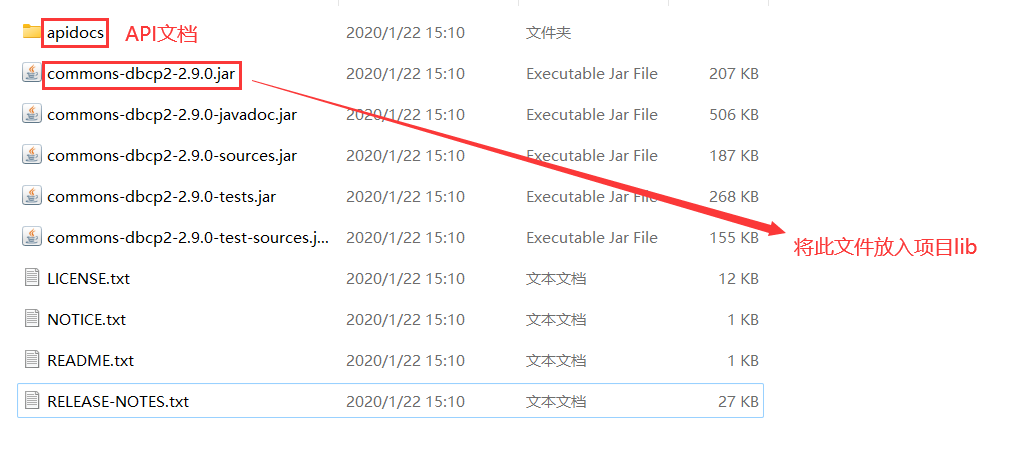 apidocs API文档 2020/1/22 15:10 文件夹
commons-dbcp2-2.9.0.jar 2020/1/22 15:10 Executable Jar File 207 KB
commons-dbcp2-2.9.0-javadoc.jar 2020/1/22 15:10 Executable Jar File 506 KB
commons-dbcp2-2.9.0-sources.jar 2020/1/22 15:10 Executable Jar File 187 KB
commons-dbcp2-2.9.0-tests.jar 2020/1/22 15:10 Executable Jar File 268 KB
commons-dbcp2-2.9.0-test-sources.j... 2020/1/22 15:10 Executable Jar File 155 KB
将此文件放入项目lib
LICENSE.txt 2020/1/22 15:10 文本文档 12 KB
NOTICE.txt 2020/1/22 15:10 文本文档 1 KB
README.txt 2020/1/22 15:10 文本文档 1 KB
RELEASE-NOTES.txt 2020/1/22 15:10 文本文档 27 KB